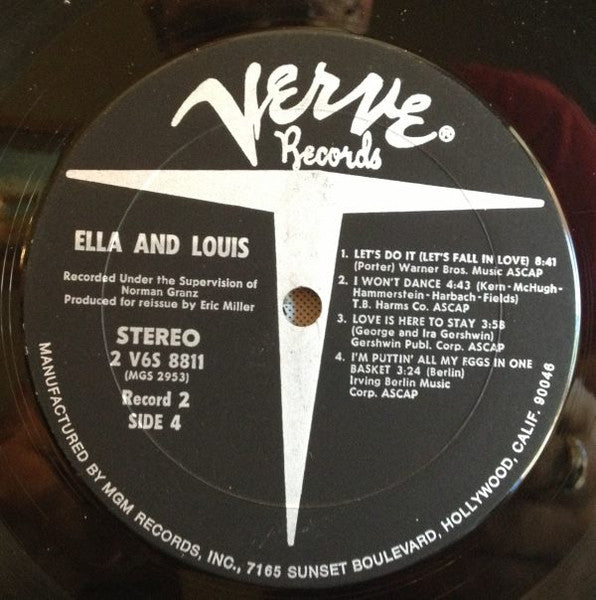 Verve®
Records
ELLA AND LOUIS
Recorded Under the Supervision of
Norman Granz
Produced for reissue by Eric Miller
STEREO
2 V6S 8811
(MGS 2953)
Record 2
SIDE 4
1. LET'S DO IT (LET'S FALL IN LOVE) 8:41
(Porter) Warner Bros. Music ASCAP
2. I WON'T DANCE 4:43 (Kern-McHugh-
Hammerstein-Harbach-Fields)
T.B. Harms Co. ASCAP
3. LOVE IS HERE TO STAY 3:58
(George and Ira Gershwin)
Gershwin Publ. Corp. ASCAP
4. I'M PUTTIN' ALL MY EGGS IN ONE
BASKET 3:24 (Berlin)
Irving Berlin Music
Corp. ASCAP
MANUFACTURED BY MGM RECORDS, INC., 7165 SUNSET BOULEVARD, HOLLYWOOD, CALIF. 90046